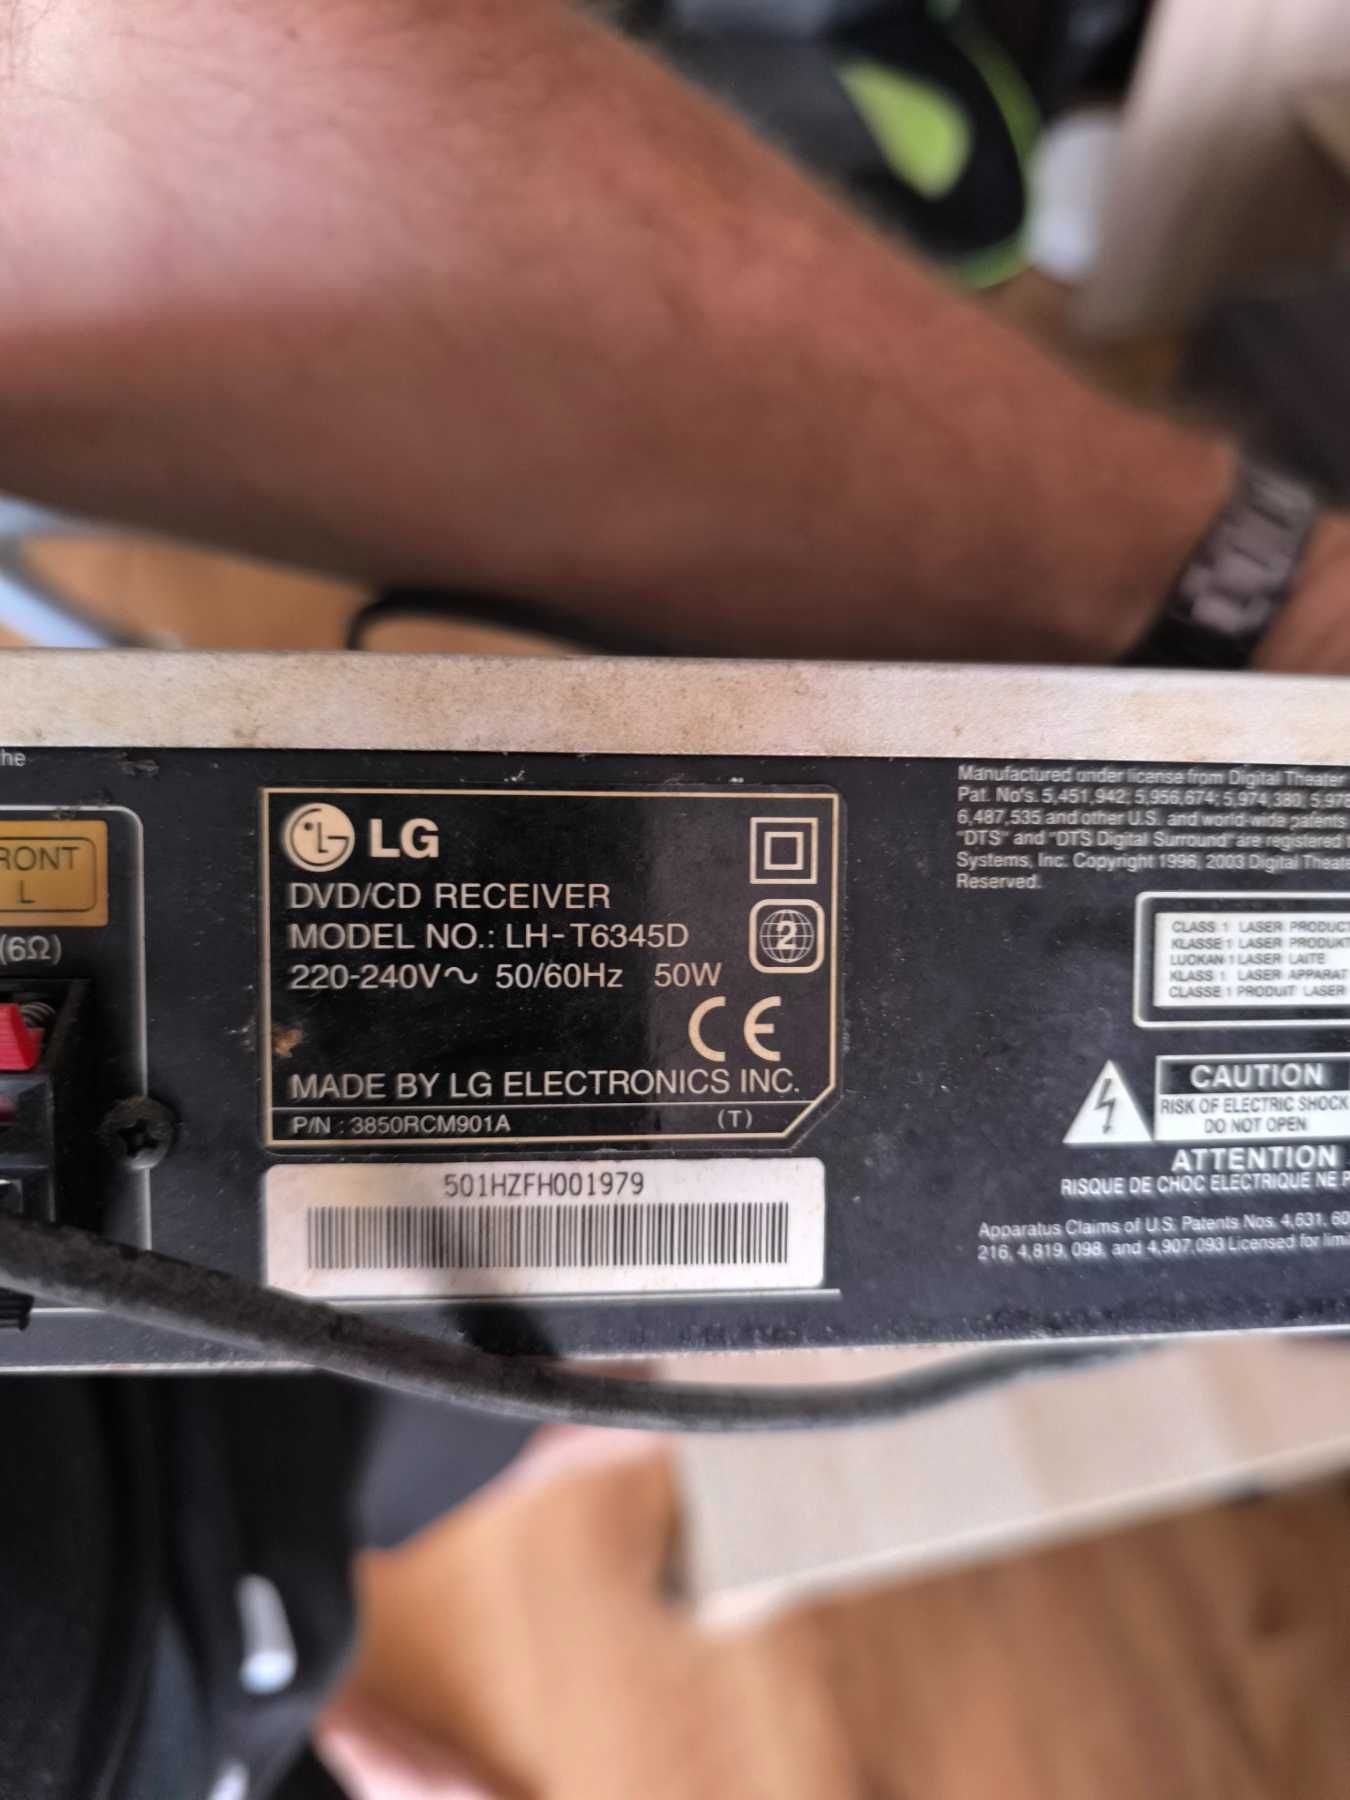 he
RONT
L
(6Ω)
LG
DVD/CD RECEIVER
MODEL NO.: LH-T6345D
220-240V~ 50/60Hz 50W
2
CE
MADE BY LG ELECTRONICS INC.
P/N : 3850RCM901A (T)
501HZFH001979
Manufactured under license from Digital Theater
Pat. No's. 5,451,942; 5,956,674; 5,974,380; 5,978
6,487,535 and other U.S. and world-wide patents
"DTS" and "DTS Digital Surround" are registered t
Systems, Inc. Copyright 1996, 2003 Digital Theate
Reserved.
CLASS 1 LASER PRODUCT
KLASSE 1 LASER PRODUKT
LUOKAN 1 LASER LAITE
KLASS 1 LASER APPARAT
CLASSE 1 PRODUIT LASER
CAUTION
RISK OF ELECTRIC SHOCK
DO NOT OPEN
ATTENTION
RISQUE DE CHOC ELECTRIQUE NE P
Apparatus Claims of U.S. Patents Nos. 4,631, 60
216, 4,819, 098, and 4,907,093 Licensed for limi